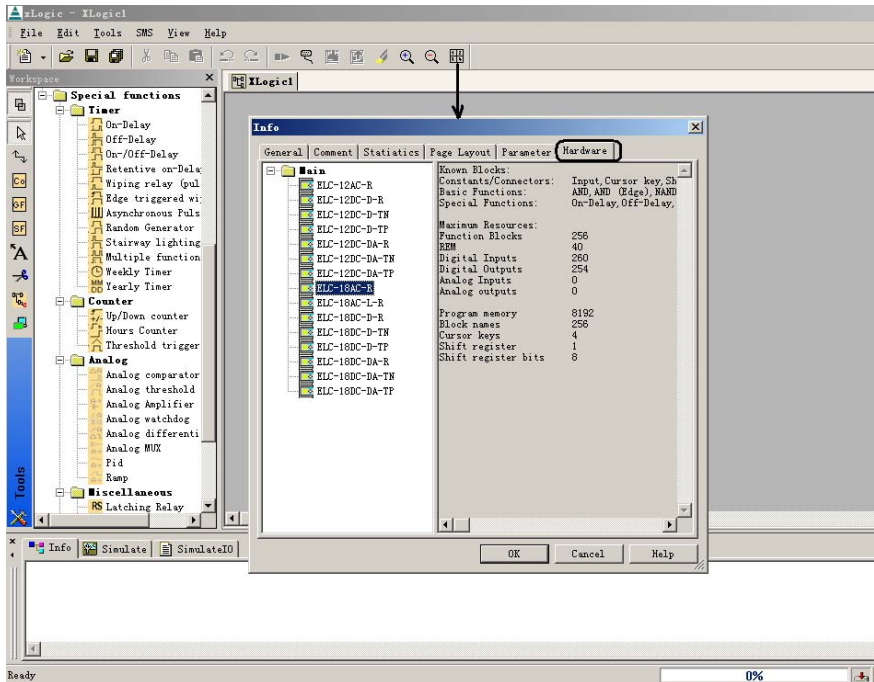 xLogic - XLogic1
File Edit Tools SMS View Help
Workspace
XLogic1
Special functions
Timer
On-Delay
Off-Delay
On-/Off-Delay
Retentive on-Dela
Wiping relay (pul
Edge triggered wi
Asynchronous Puls
Random Generator
Stairway lighting
Multiple function
Weekly Timer
Yearly Timer
Counter
Up/Down counter
Hours Counter
Threshold trigger
Analog
Analog comparator
Analog threshold
Analog Amplifier
Analog watchdog
Analog differenti
Analog MUX
Pid
Ramp
Miscellaneous
RS Latching Relay
Co
GF
SF
A
Tools
Info
General Comment Statiatics Page Layout Parameter Hardware
Main
ELC-12AC-R
ELC-12DC-D-R
ELC-12DC-D-TN
ELC-12DC-D-TP
ELC-12DC-DA-R
ELC-12DC-DA-TN
ELC-12DC-DA-TP
ELC-18AC-R
ELC-18AC-L-R
ELC-18DC-D-R
ELC-18DC-D-TN
ELC-18DC-D-TP
ELC-18DC-DA-R
ELC-18DC-DA-TN
ELC-18DC-DA-TP
Known Blocks:
Constants/Connectors: Input, Cursor key, Sh
Basic Functions: AND, AND (Edge), NAND
Special Functions: On-Delay, Off-Delay,
Maximum Resources:
Function Blocks 256
REM 40
Digital Inputs 260
Digital Outputs 254
Analog Inputs 0
Analog outputs 0
Program memory 8192
Block names 256
Cursor keys 4
Shift register 1
Shift register bits 8
OK Cancel Help
Info Simulate SimulateIO
Ready 0%